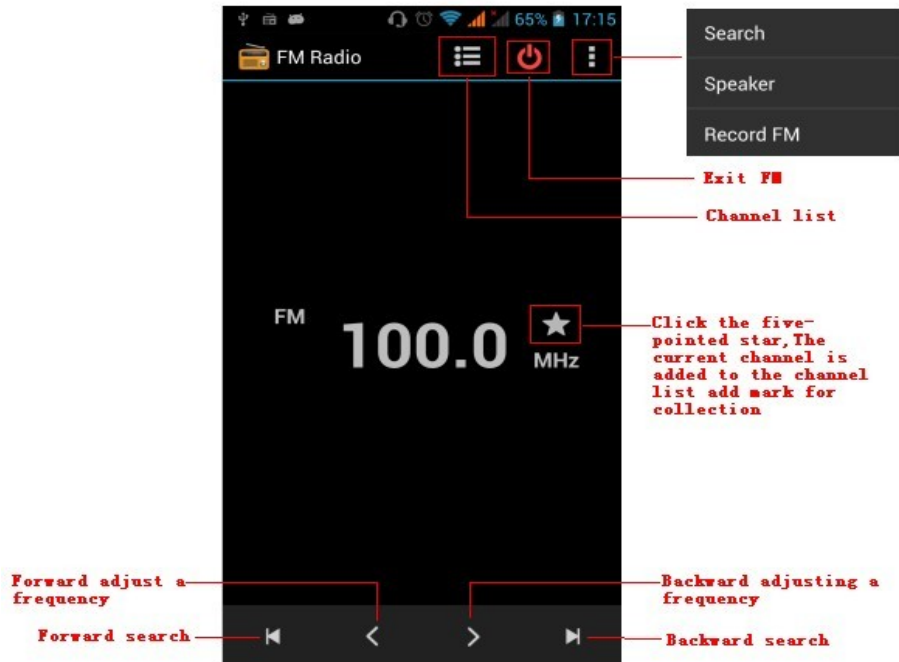 65% 17:15
FM Radio
Search
Speaker
Record FM
Exit FM
Channel list
FM
100.0
MHz
Click the five-
pointed star,The
current channel is
added to the channel
list add mark for
collection
Forward adjust a
frequency
Backward adjusting a
frequency
Forward search
Backward search